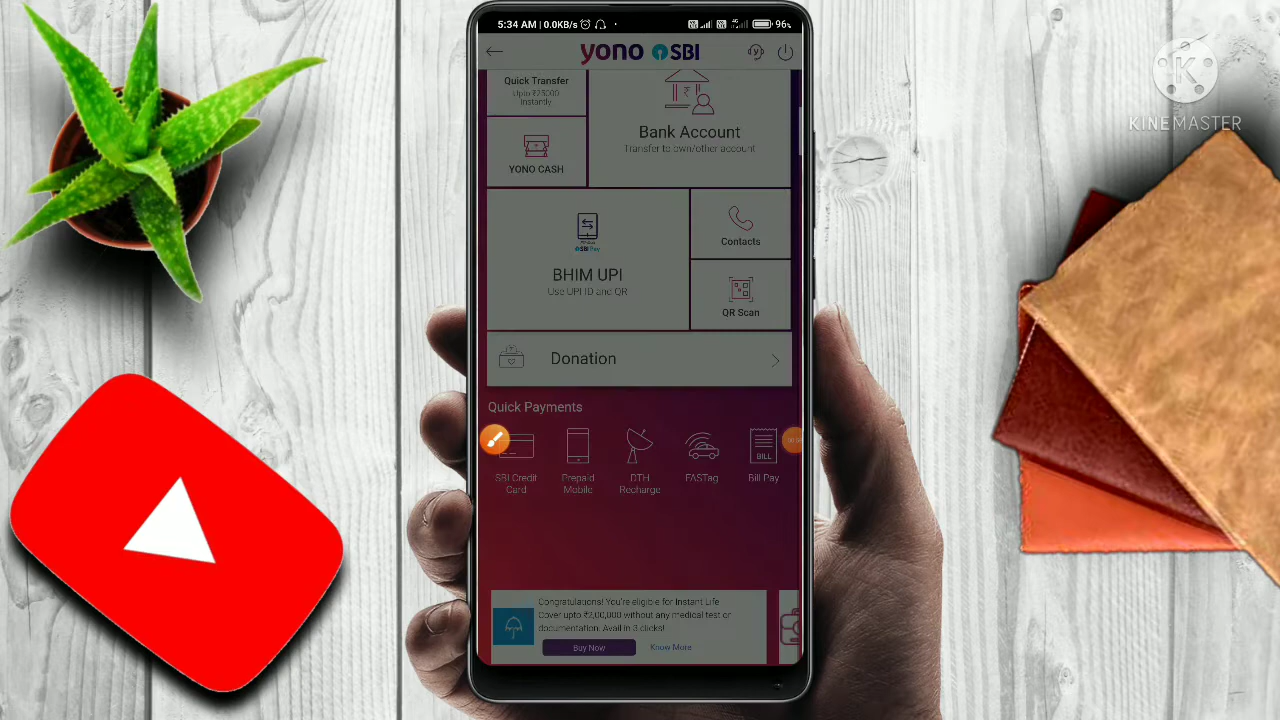 5:34 AM | 0.0KB/s
96%
yono SBI
KINEMASTER
Quick Transfer
Upto ₹25000
Instantly
Bank Account
Transfer to own/other account
YONO CASH
SBI Pay
BHIM UPI
Use UPI ID and QR
Contacts
QR Scan
Donation
Quick Payments
BILL
SBI Credit
Card
Prepaid
Mobile
DTH
Recharge
FASTag
Bill Pay
Congratulations! You're eligible for Instant Life
Cover upto ₹2,00,000 without any medical test or
documentation. Avail in 3 clicks!
Buy Now
Know More